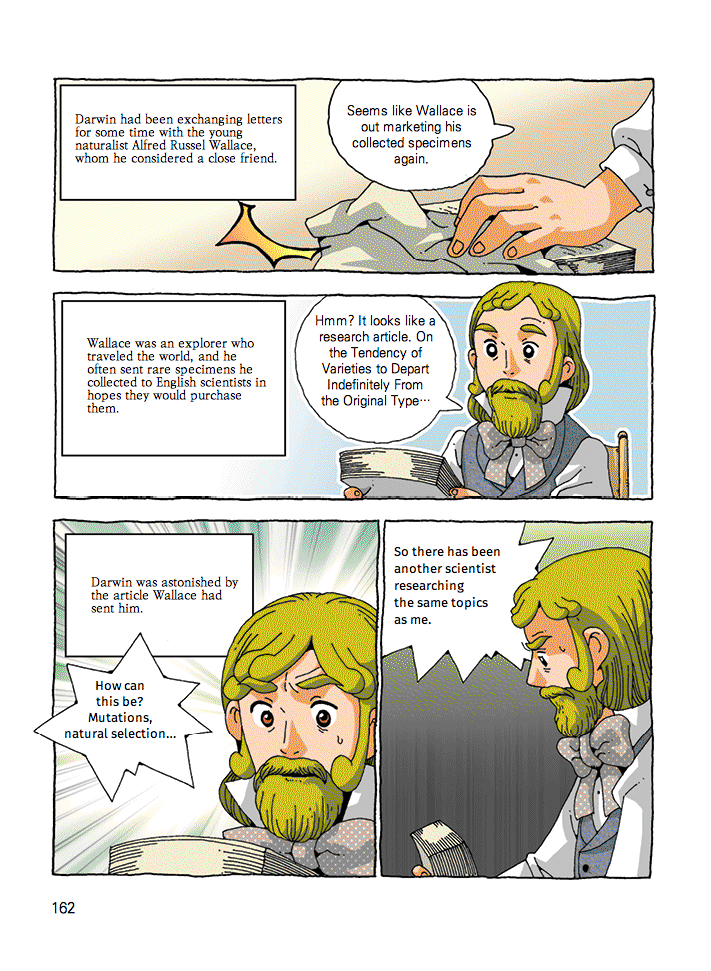 Darwin had been exchanging letters
for some time with the young
naturalist Alfred Russel Wallace,
whom he considered a close friend.
Seems like Wallace is
out marketing his
collected specimens
again.
Wallace was an explorer who
traveled the world, and he
often sent rare specimens he
collected to English scientists in
hopes they would purchase
them.
Hmm? It looks like a
research article. On
the Tendency of
Varieties to Depart
Indefinitely From
the Original Type…
Darwin was astonished by
the article Wallace had
sent him.
How can
this be?
Mutations,
natural selection...
So there has been
another scientist
researching
the same topics
as me.
162